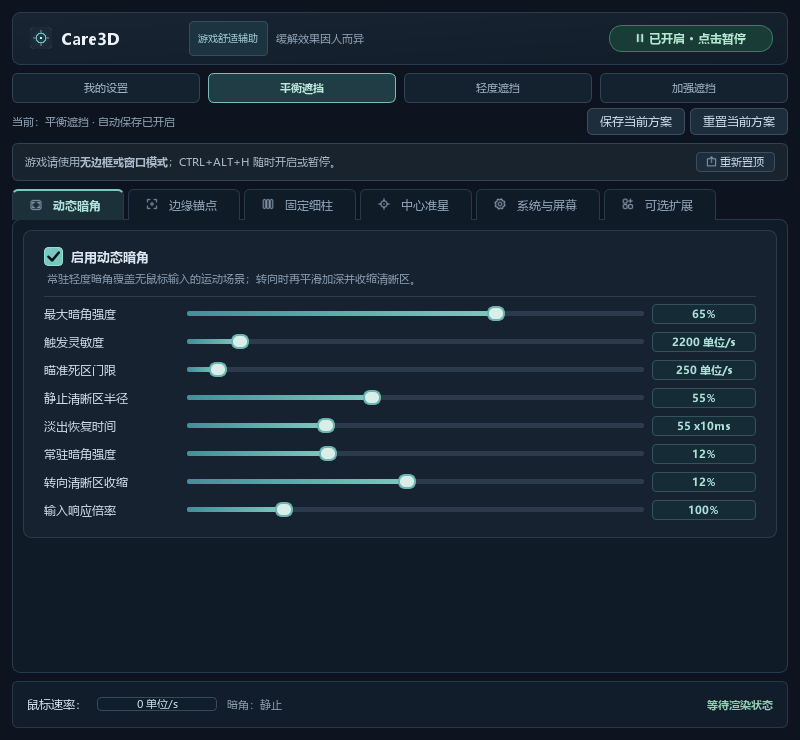 Care3D 游戏舒适辅助 缓解效果因人而异 已开启·点击暂停
我的设置 平衡遮挡 轻度遮挡 加强遮挡
当前：平衡遮挡 · 自动保存已开启 保存当前方案 重置当前方案
游戏请使用无边框或窗口模式；CTRL+ALT+H 随时开启或暂停。 重新置顶
动态暗角 边缘锚点 固定细柱 中心准星 系统与屏幕 可选扩展
启用动态暗角
常驻轻度暗角覆盖无鼠标输入的运动场景；转向时再平滑加深并收缩清晰区。
最大暗角强度 65%
触发灵敏度 2200 单位/s
瞄准死区门限 250 单位/s
静止清晰区半径 55%
淡出恢复时间 55 x10ms
常驻暗角强度 12%
转向清晰区收缩 12%
输入响应倍率 100%
鼠标速率： 0 单位/s 暗角：静止 等待渲染状态